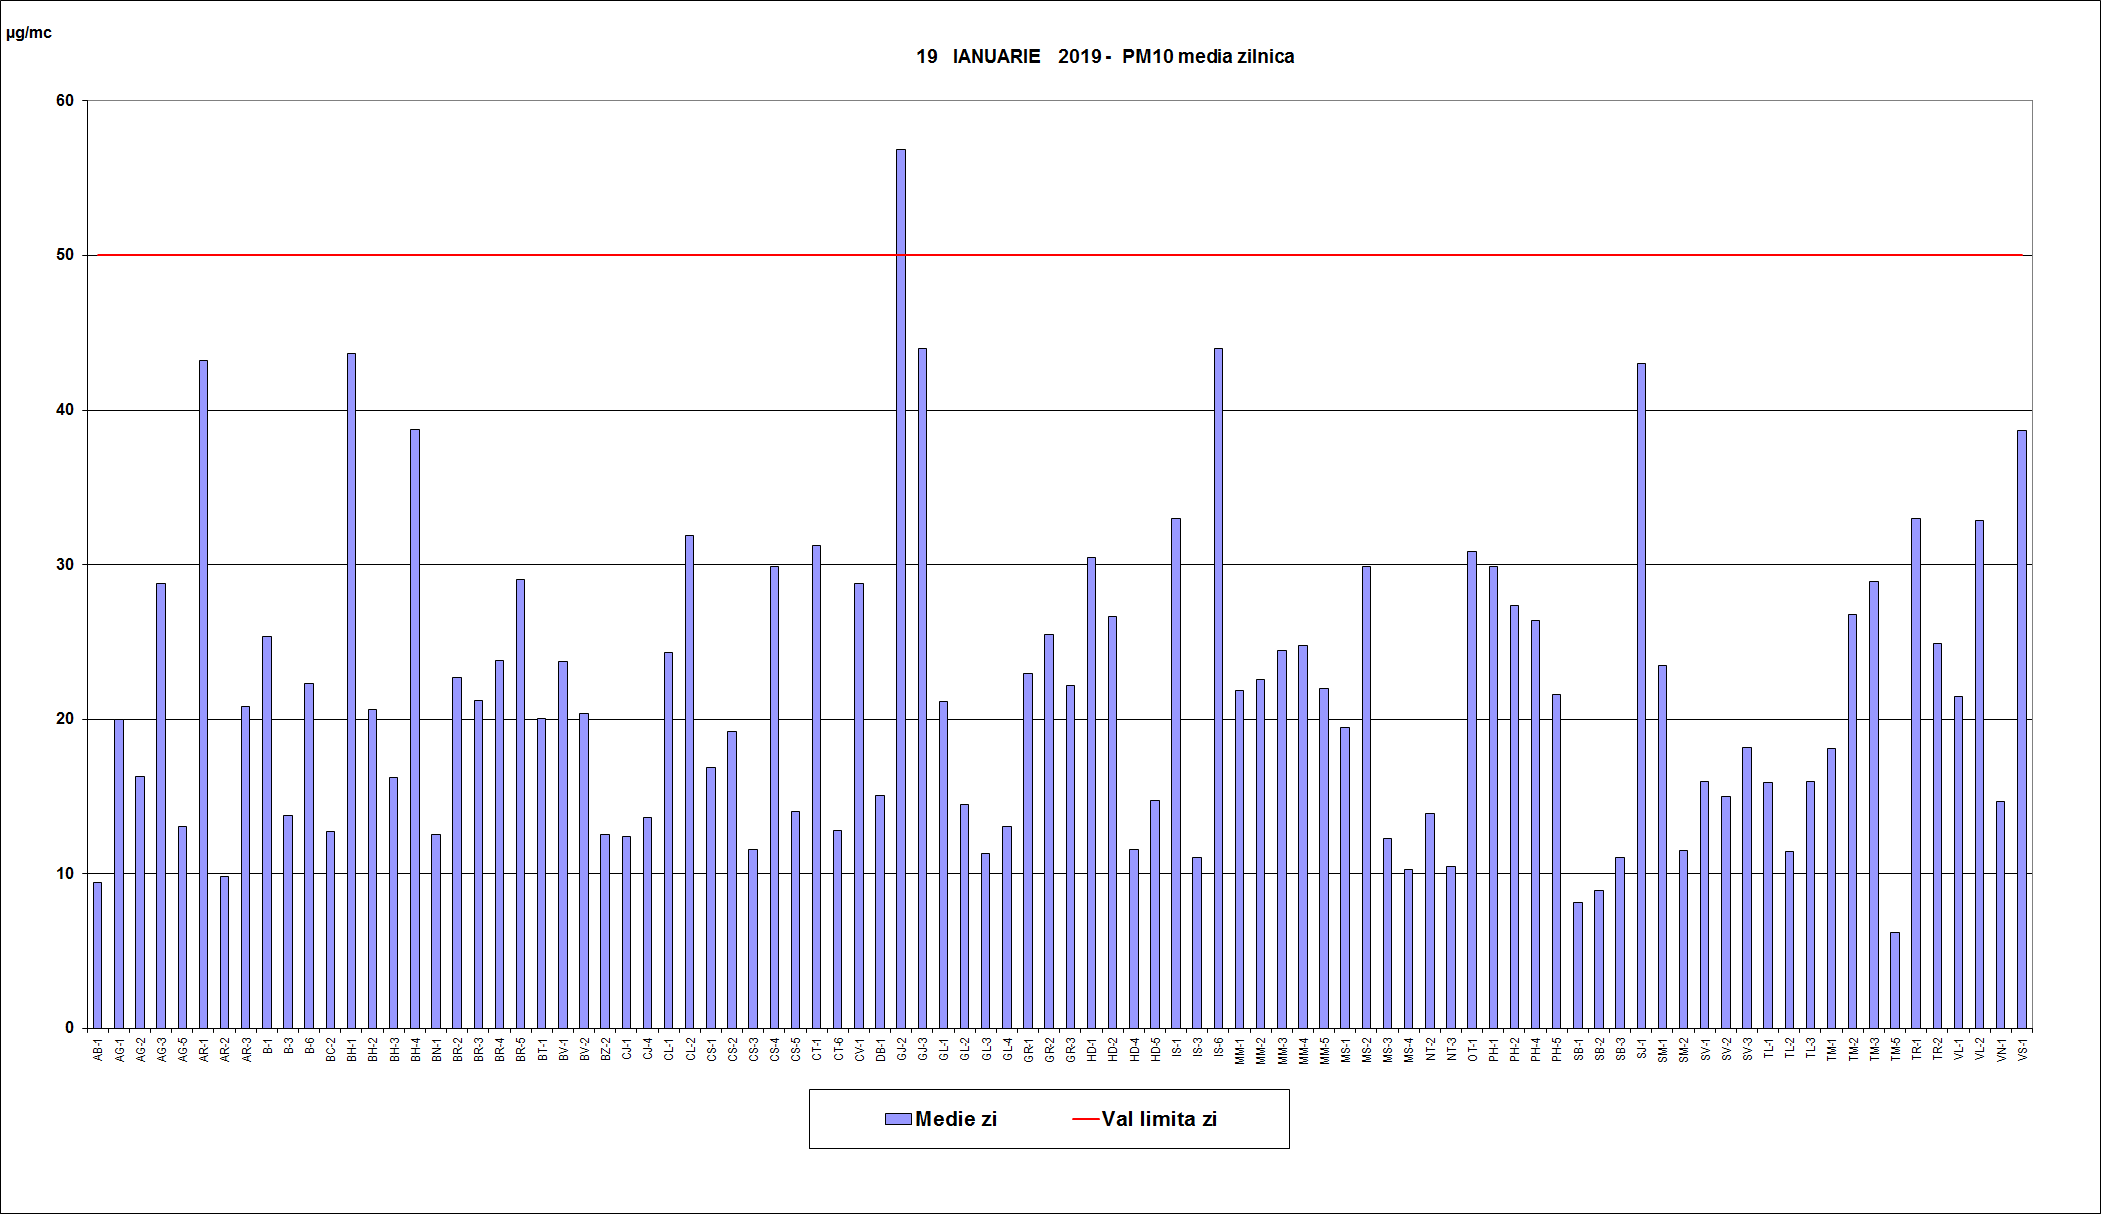 µg/mc
19 IANUARIE 2019 - PM10 media zilnica
60
50
40
30
20
10
0
AB-1 AG-1 AG-2 AG-3 AG-5 AR-1 AR-2 AR-3 B-1 B-3 B-6 BC-2 BH-1 BH-2 BH-3 BH-4 BN-1 BR-2 BR-3 BR-4 BR-5 BT-1 BV-1 BV-2 BZ-2 CJ-1 CJ-4 CL-1 CL-2 CS-1 CS-2 CS-3 CS-4 CS-5 CT-1 CT-6 CV-1 DB-1 GJ-2 GJ-3 GL-1 GL-2 GL-3 GL-4 GR-1 GR-2 GR-3 HD-1 HD-2 HD-4 HD-5 IS-1 IS-3 IS-6 MM-1 MM-2 MM-3 MM-4 MM-5 MS-1 MS-2 MS-3 MS-4 NT-2 NT-3 OT-1 PH-1 PH-2 PH-4 PH-5 SB-1 SB-2 SB-3 SJ-1 SM-1 SM-2 SV-1 SV-2 SV-3 TL-1 TL-2 TL-3 TM-1 TM-2 TM-3 TM-5 TR-1 TR-2 VL-1 VL-2 VN-1 VS-1
Medie zi Val limita zi